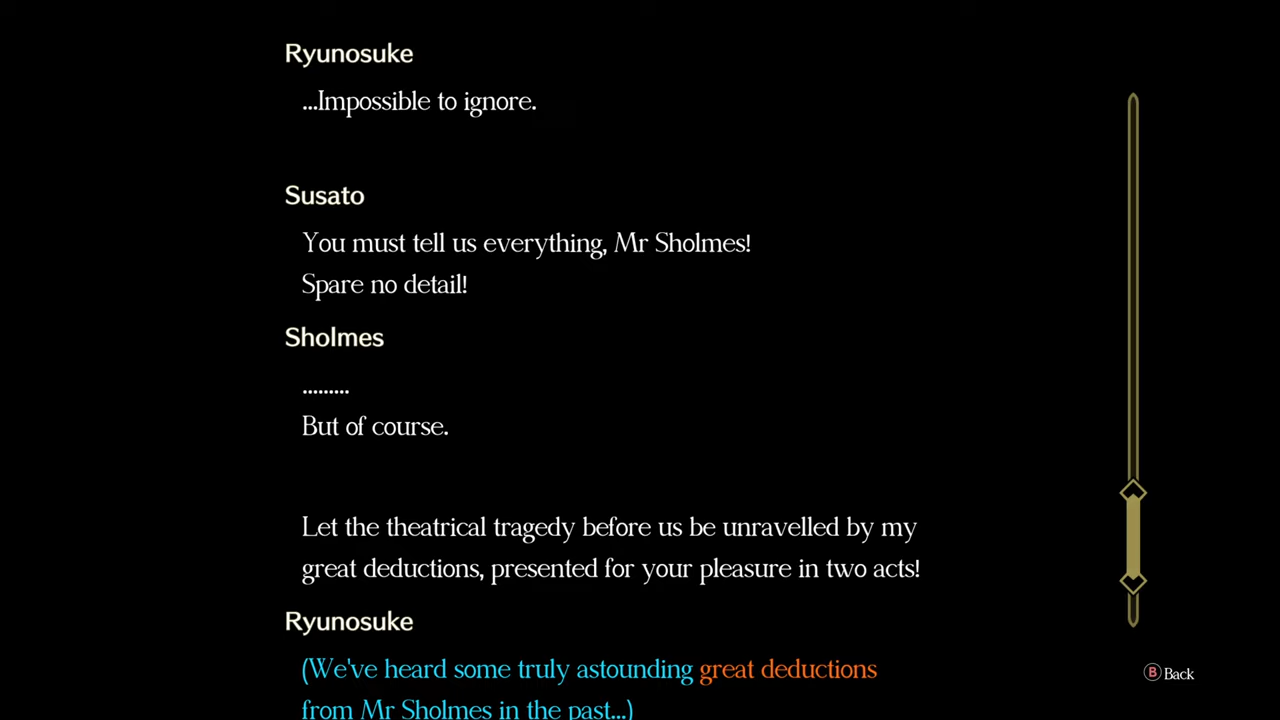 Ryunosuke
...Impossible to ignore.
Susato
You must tell us everything, Mr Sholmes!
Spare no detail!
Sholmes
.........
But of course.
Let the theatrical tragedy before us be unravelled by my
great deductions, presented for your pleasure in two acts!
Ryunosuke
(We've heard some truly astounding great deductions
from Mr Sholmes in the past...)
B Back